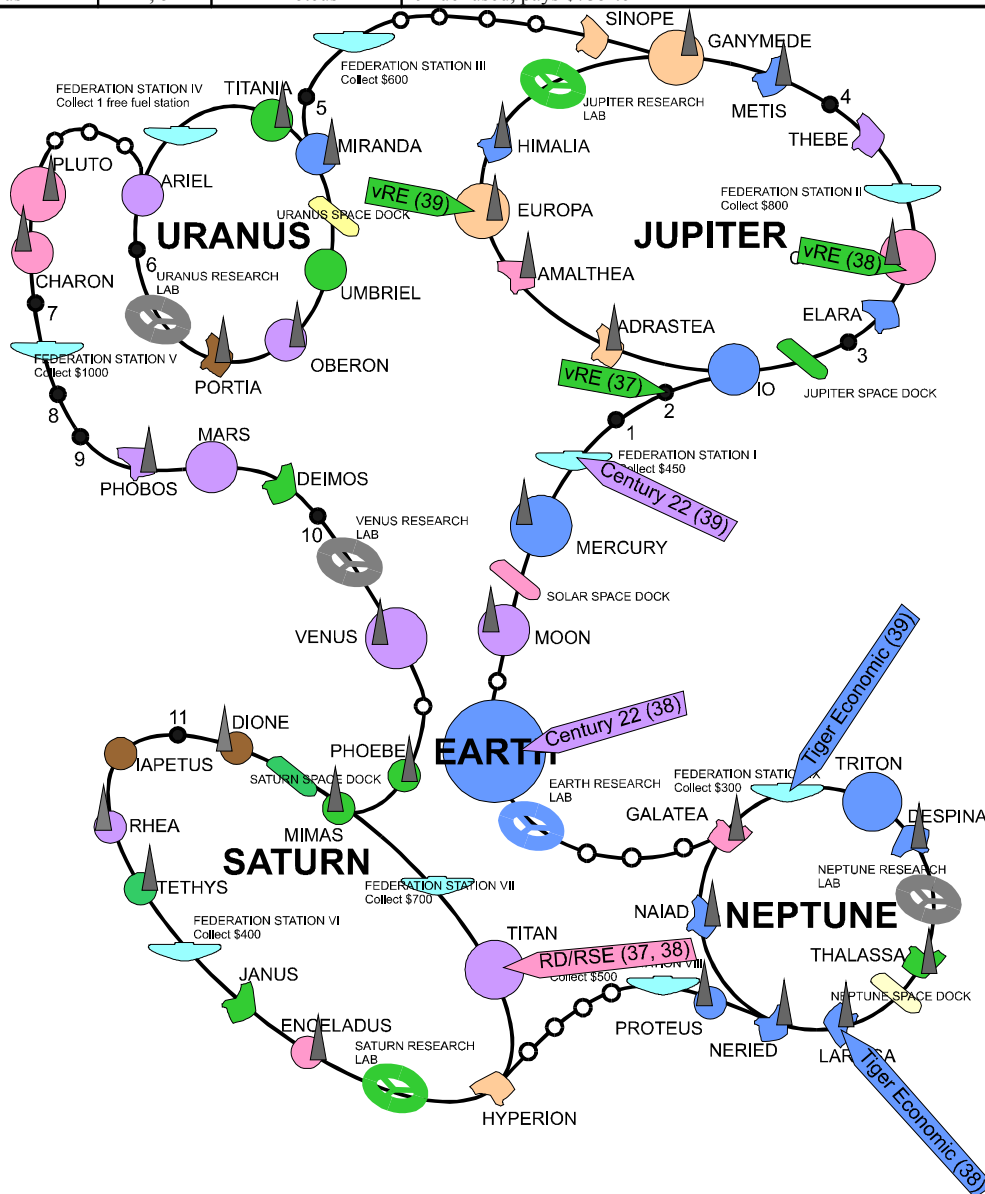 SINOPE
GANYMEDE
FEDERATION STATION III
Collect $600
FEDERATION STATION IV
Collect 1 free fuel station
TITANIA
5
JUPITER RESEARCH
LAB
METIS
4
THEBE
PLUTO
MIRANDA
HIMALIA
ARIEL
vRE (39)
EUROPA
FEDERATION STATION II
Collect $800
URANUS SPACE DOCK
URANUS
JUPITER
vRE (38)
CHARON
6
URANUS RESEARCH
LAB
UMBRIEL
AMALTHEA
7
ELARA
ADRASTEA
3
FEDERATION STATION V
Collect $1000
OBERON
PORTIA
vRE (37)
2
IO
JUPITER SPACE DOCK
8
1
9
MARS
FEDERATION STATION I
Collect $450
PHOBOS
DEIMOS
Century 22 (39)
10
VENUS RESEARCH
LAB
MERCURY
SOLAR SPACE DOCK
VENUS
MOON
Tiger Economic (39)
11
DIONE
Century 22 (38)
PHOEBE
EARTH
IAPETUS
SATURN SPACE DOCK
EARTH RESEARCH
LAB
Collect $300
TRITON
GALATEA
DESPINA
RHEA
MIMAS
SATURN
NEPTUNE RESEARCH
LAB
TETHYS
FEDERATION STATION VII
Collect $700
NAIAD
NEPTUNE
FEDERATION STATION VI
Collect $400
TITAN
RD/RSE (37, 38)
Collect $500
THALASSA
JANUS
NEPTUNE SPACE DOCK
ENCELADUS
SATURN RESEARCH
LAB
PROTEUS
NERIED
Tiger Economic (38)
HYPERION